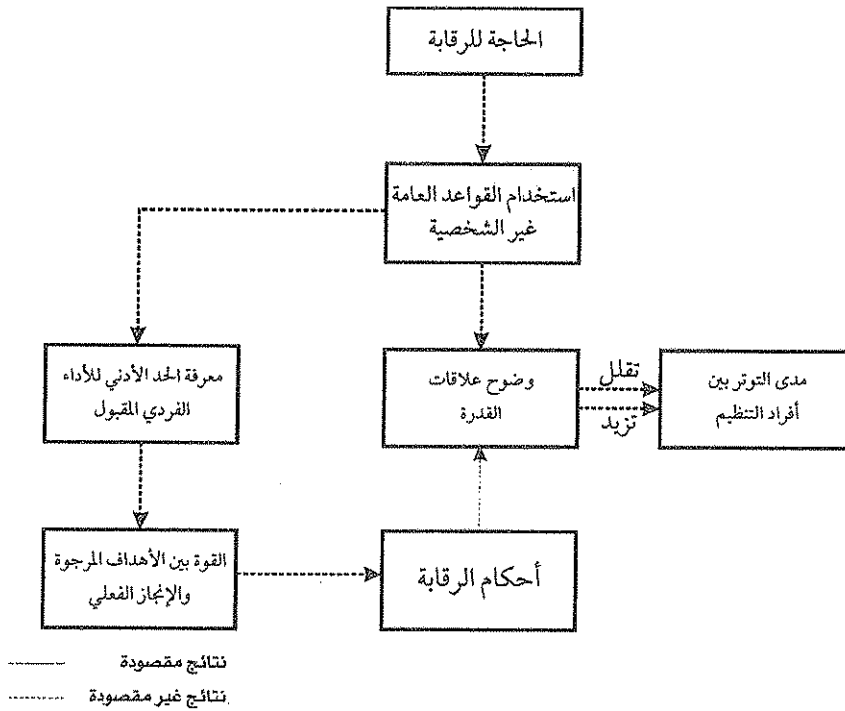 الحاجة للرقابة
استخدام القواعد العامة
غير الشخصية
معرفة الحد الأدني للأداء
الفردي المقبول
وضوح علاقات
القدرة
تقلل
تزيد
مدى التوتر بين
أفراد التنظيم
القوة بين الأهداف المرجوة
والإنجاز الفعلي
أحكام الرقابة
نتائج مقصودة
نتائج غير مقصودة